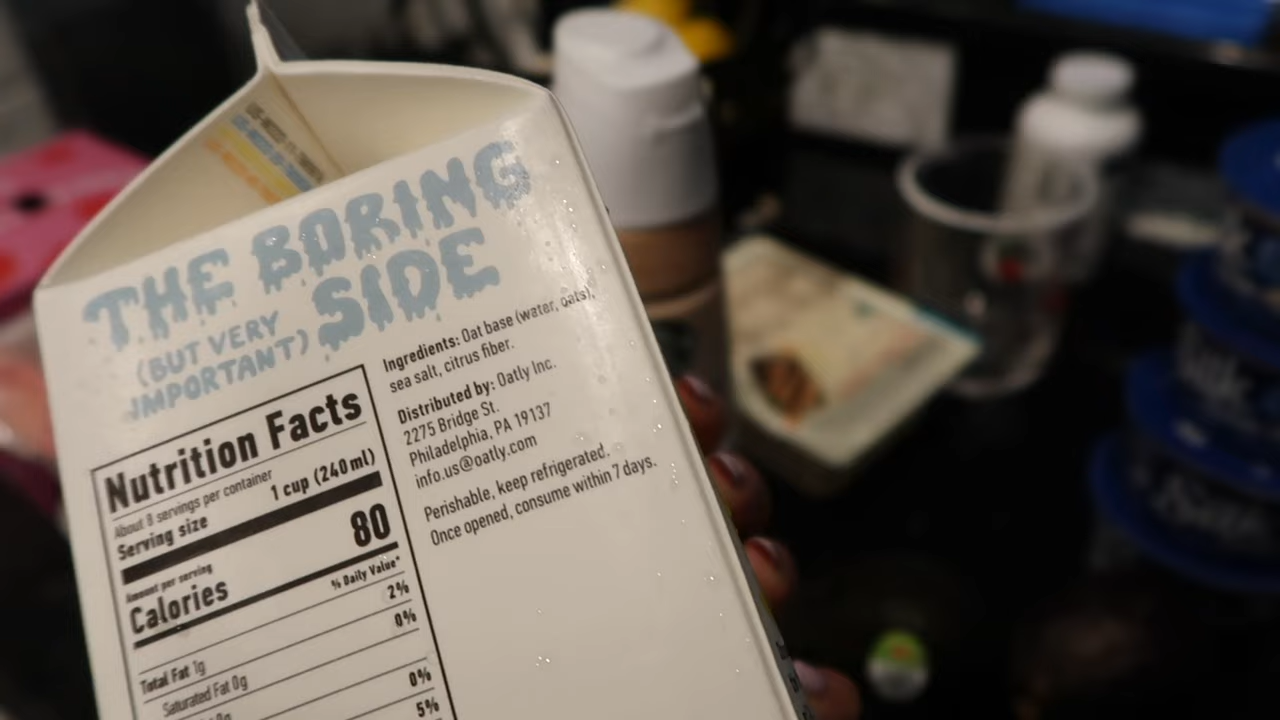 THE BORING
(BUT VERY
IMPORTANT)
SIDE
Nutrition Facts
About 8 servings per container
Serving size 1 cup (240ml)
Amount per serving
Calories 80
% Daily Value*
Total Fat 1g 2%
Saturated Fat 0g 0%
0%
5%
Ingredients: Oat base (water, oats),
sea salt, citrus fiber.
Distributed by: Oatly Inc.
2275 Bridge St.
Philadelphia, PA 19137
info.us@oatly.com
Perishable, keep refrigerated.
Once opened, consume within 7 days.